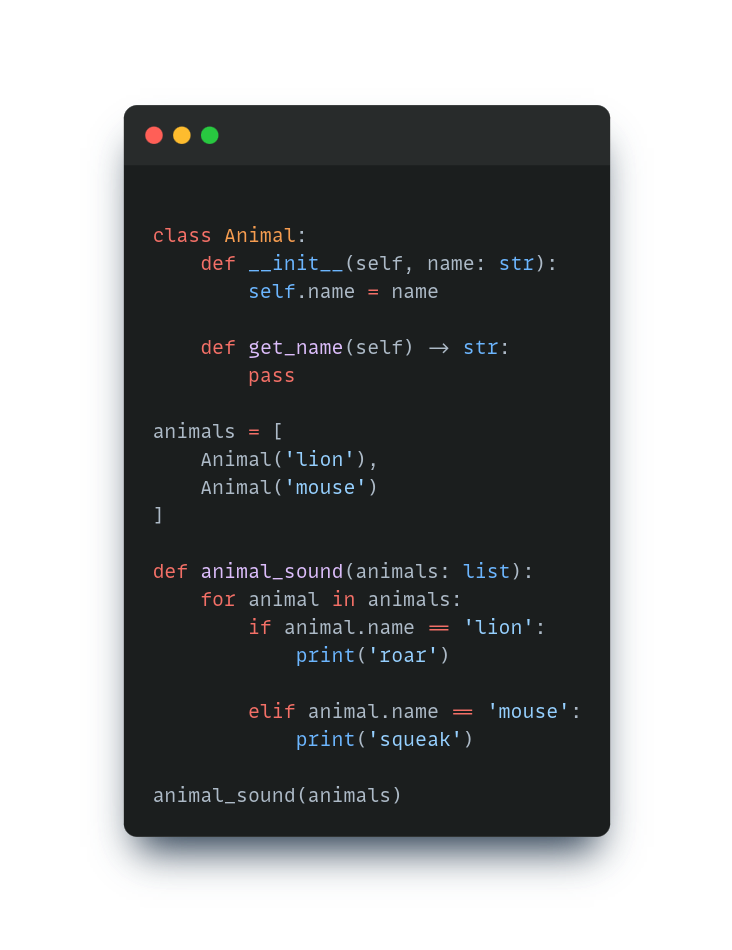 class Animal:
    def __init__(self, name: str):
        self.name = name

    def get_name(self) -> str:
        pass

animals = [
    Animal('lion'),
    Animal('mouse')
]

def animal_sound(animals: list):
    for animal in animals:
        if animal.name == 'lion':
            print('roar')

        elif animal.name == 'mouse':
            print('squeak')

animal_sound(animals)